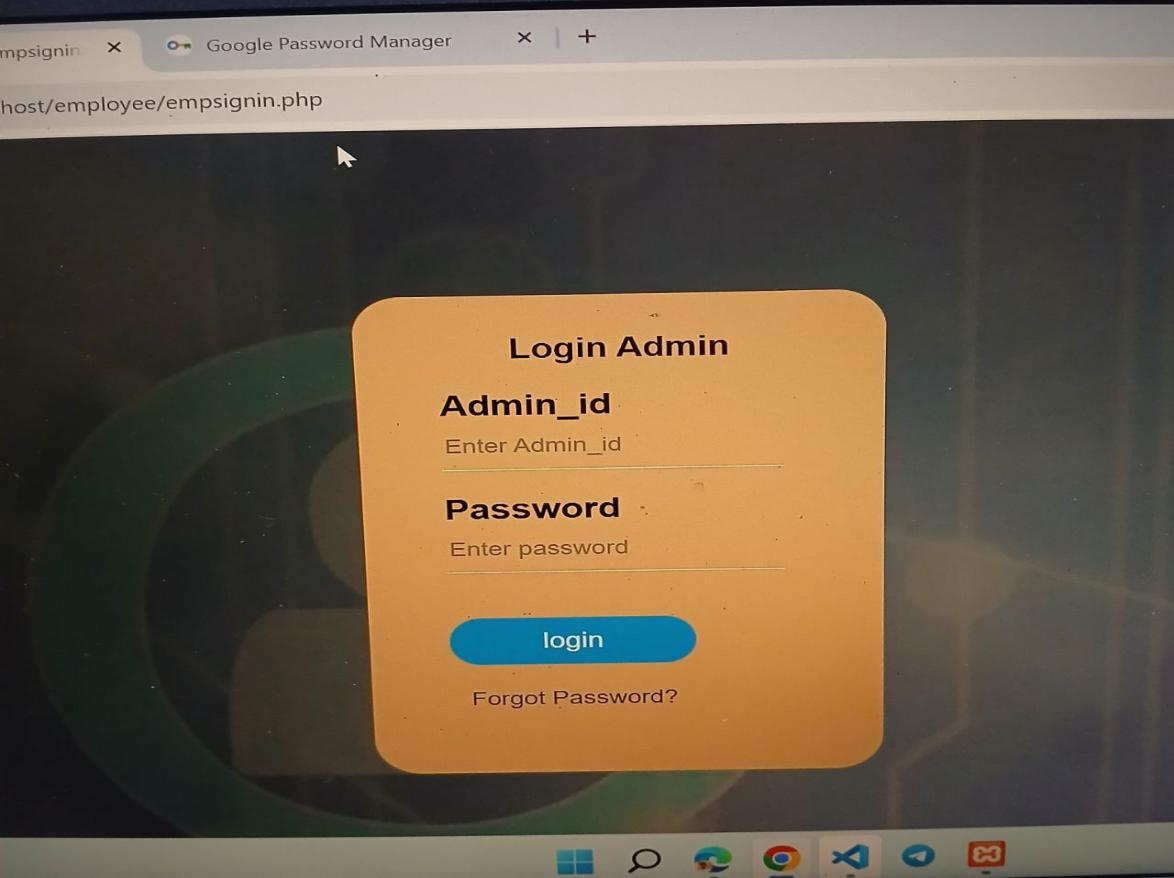 mpsignin
Google Password Manager
host/employee/empsignin.php
Login Admin
Admin_id
Enter Admin_id
Password
Enter password
login
Forgot Password?